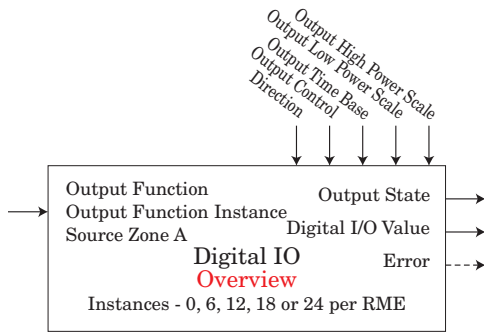 Output High Power Scale
Output Low Power Scale
Output Time Base
Output Control
Direction
Output Function
Output Function Instance
Source Zone A
Output State
Digital I/O Value
Error
Digital IO
Overview
Instances - 0, 6, 12, 18 or 24 per RME